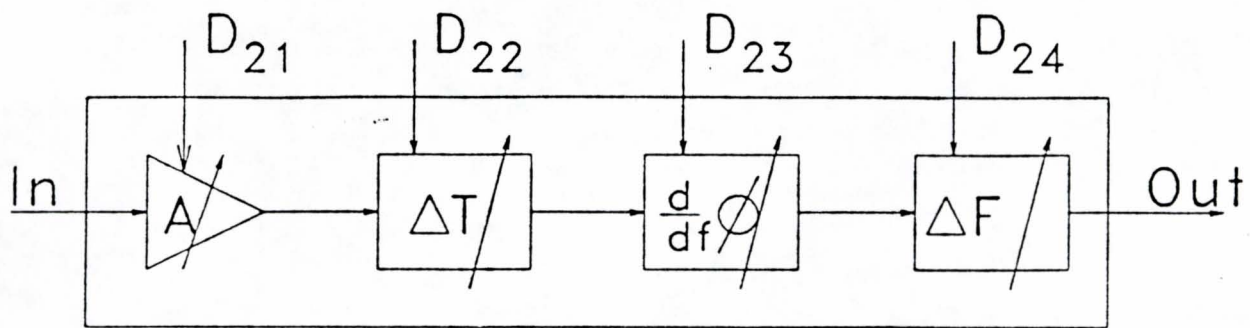 D21 D22 D23 D24
In A ΔT d/df Ø ΔF Out